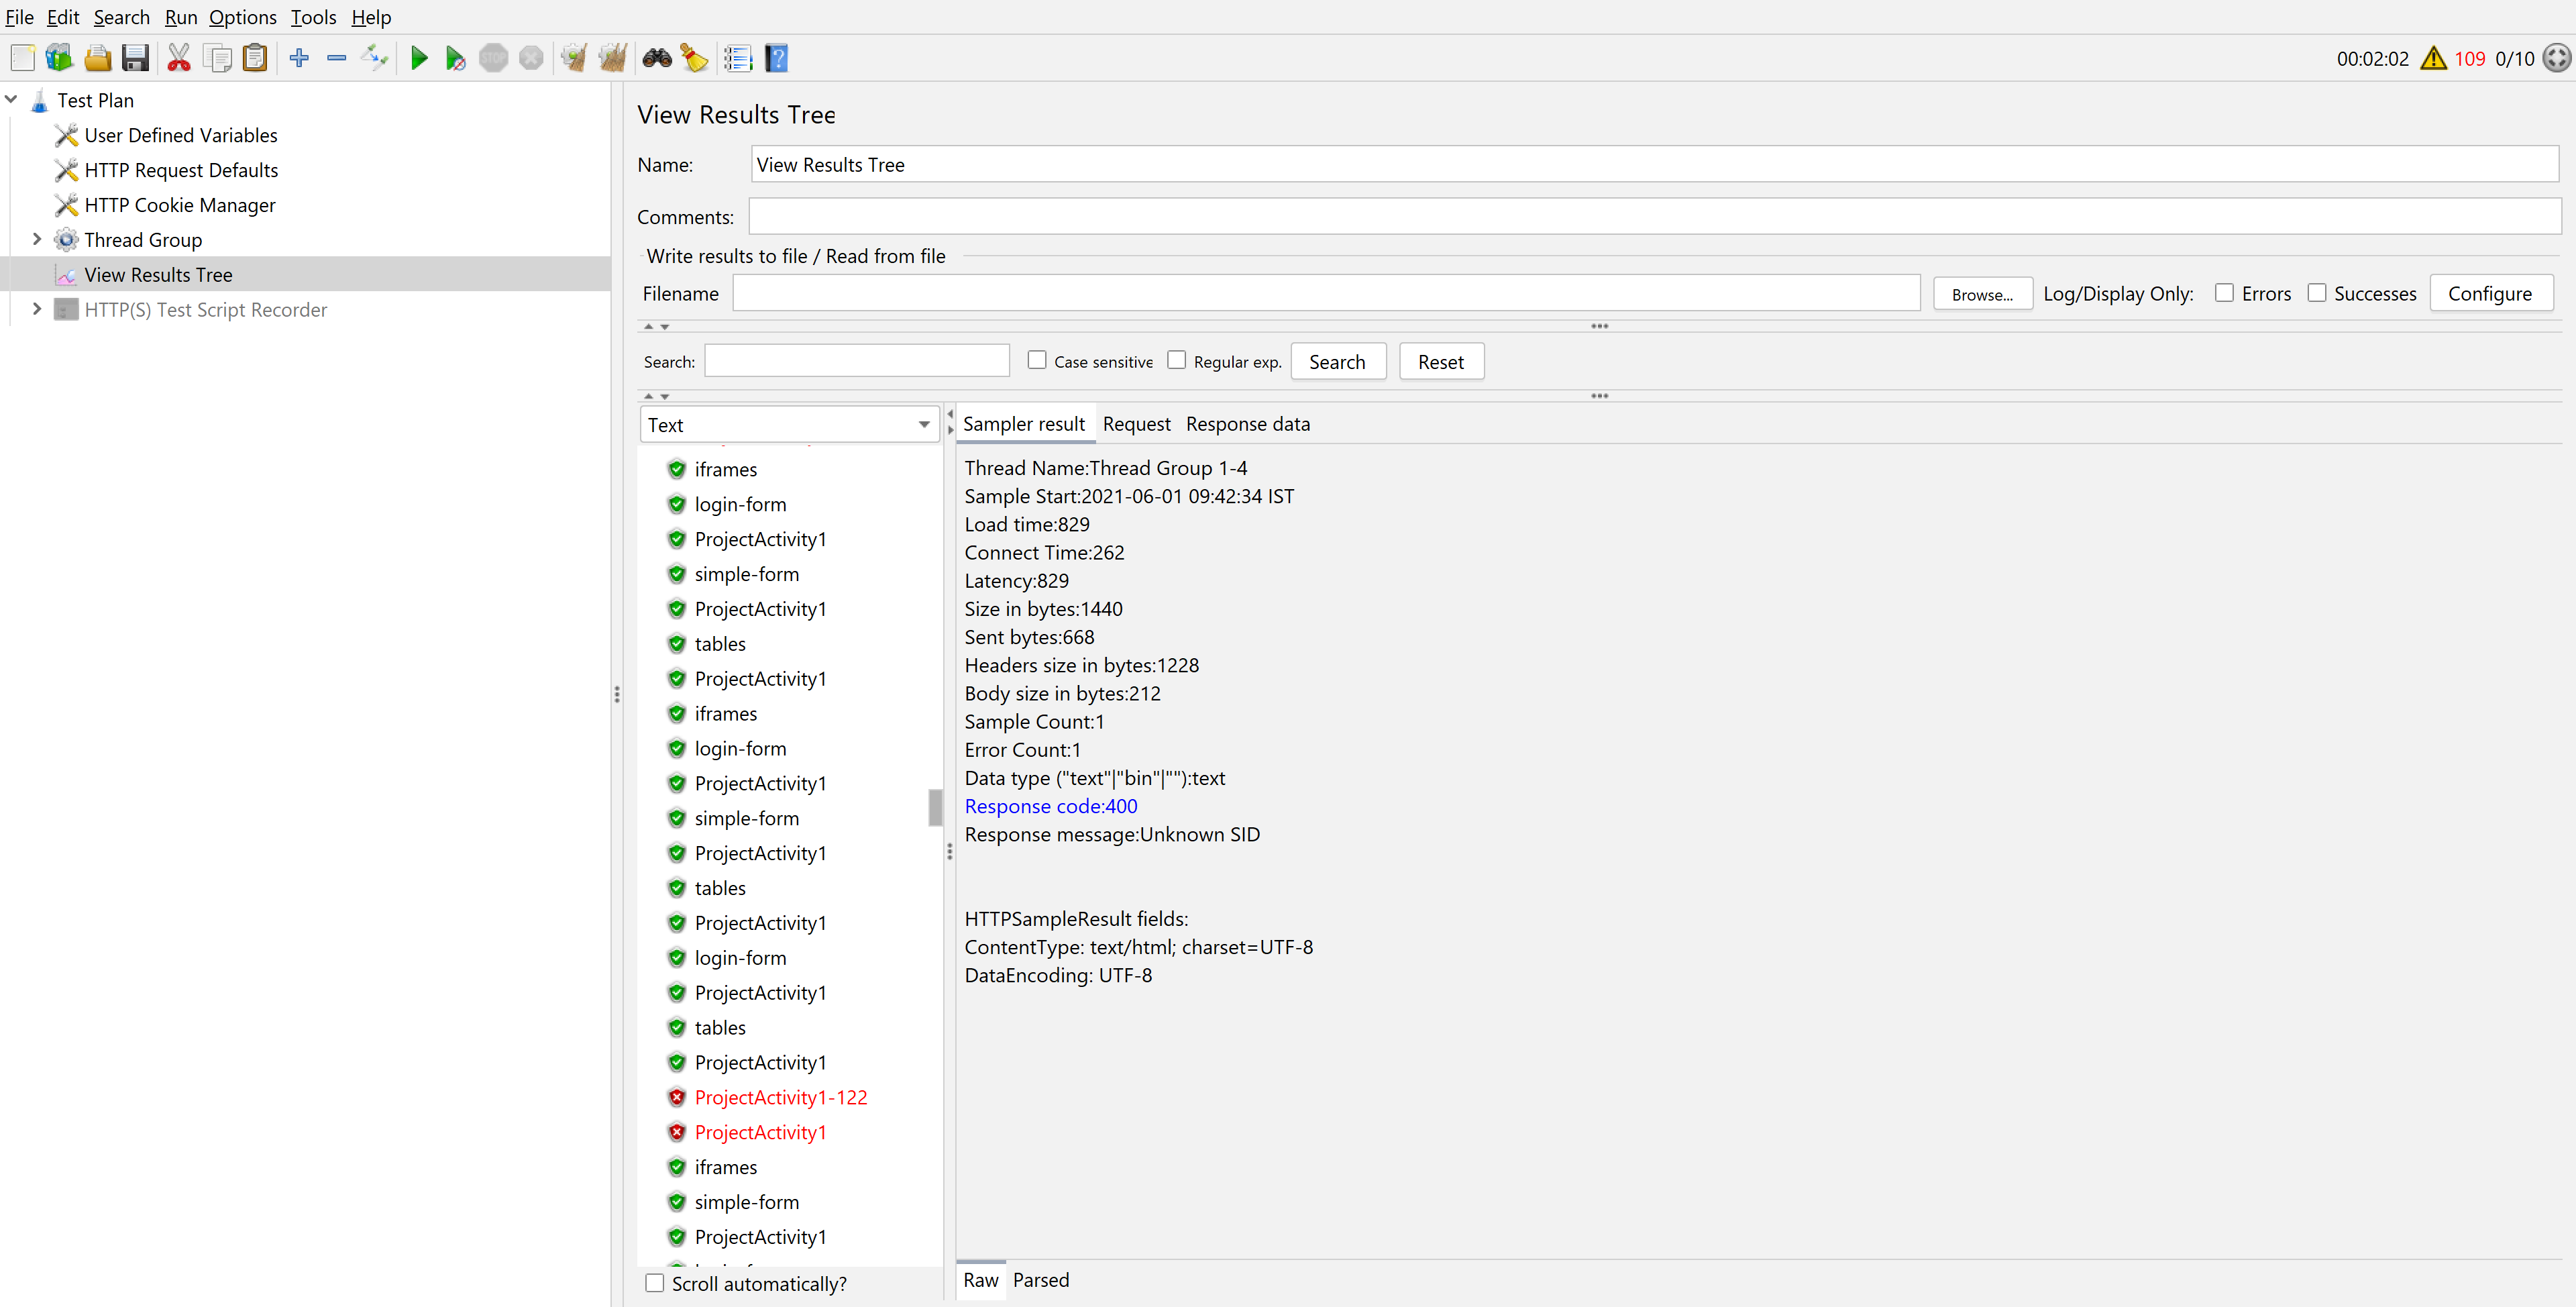 File Edit Search Run Options Tools Help
STOP
00:02:02 109 0/10
Test Plan
User Defined Variables
HTTP Request Defaults
HTTP Cookie Manager
Thread Group
View Results Tree
HTTP(S) Test Script Recorder
View Results Tree
Name: View Results Tree
Comments:
Write results to file / Read from file
Filename Browse... Log/Display Only: Errors Successes Configure
Search: Case sensitive Regular exp. Search Reset
Text
iframes
login-form
ProjectActivity1
simple-form
ProjectActivity1
tables
ProjectActivity1
iframes
login-form
ProjectActivity1
simple-form
ProjectActivity1
tables
ProjectActivity1
login-form
ProjectActivity1
tables
ProjectActivity1
ProjectActivity1-122
ProjectActivity1
iframes
simple-form
ProjectActivity1
Scroll automatically?
Sampler result Request Response data
Thread Name:Thread Group 1-4
Sample Start:2021-06-01 09:42:34 IST
Load time:829
Connect Time:262
Latency:829
Size in bytes:1440
Sent bytes:668
Headers size in bytes:1228
Body size in bytes:212
Sample Count:1
Error Count:1
Data type ("text"|"bin"|""):text
Response code:400
Response message:Unknown SID
HTTPSampleResult fields:
ContentType: text/html; charset=UTF-8
DataEncoding: UTF-8
Raw Parsed